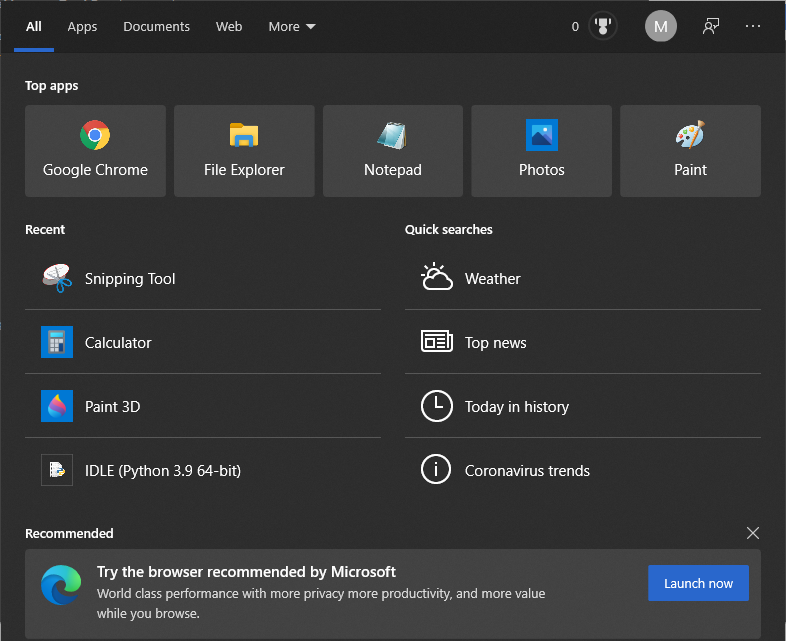 All Apps Documents Web More 0 M
Top apps
Google Chrome File Explorer Notepad Photos Paint
Recent
Snipping Tool
Calculator
Paint 3D
IDLE (Python 3.9 64-bit)
Quick searches
Weather
Top news
Today in history
Coronavirus trends
Recommended
Try the browser recommended by Microsoft
World class performance with more privacy more productivity, and more value
while you browse.
Launch now